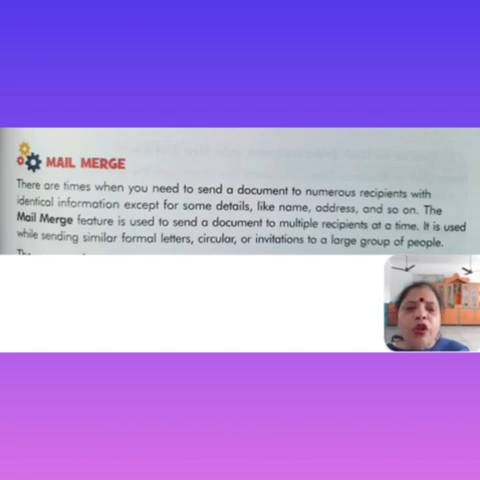 MAIL MERGE
There are times when you need to send a document to numerous recipients with
identical information except for some details, like name, address, and so on. The
Mail Merge feature is used to send a document to multiple recipients at a time. It is used
while sending similar formal letters, circular, or invitations to a large group of people.